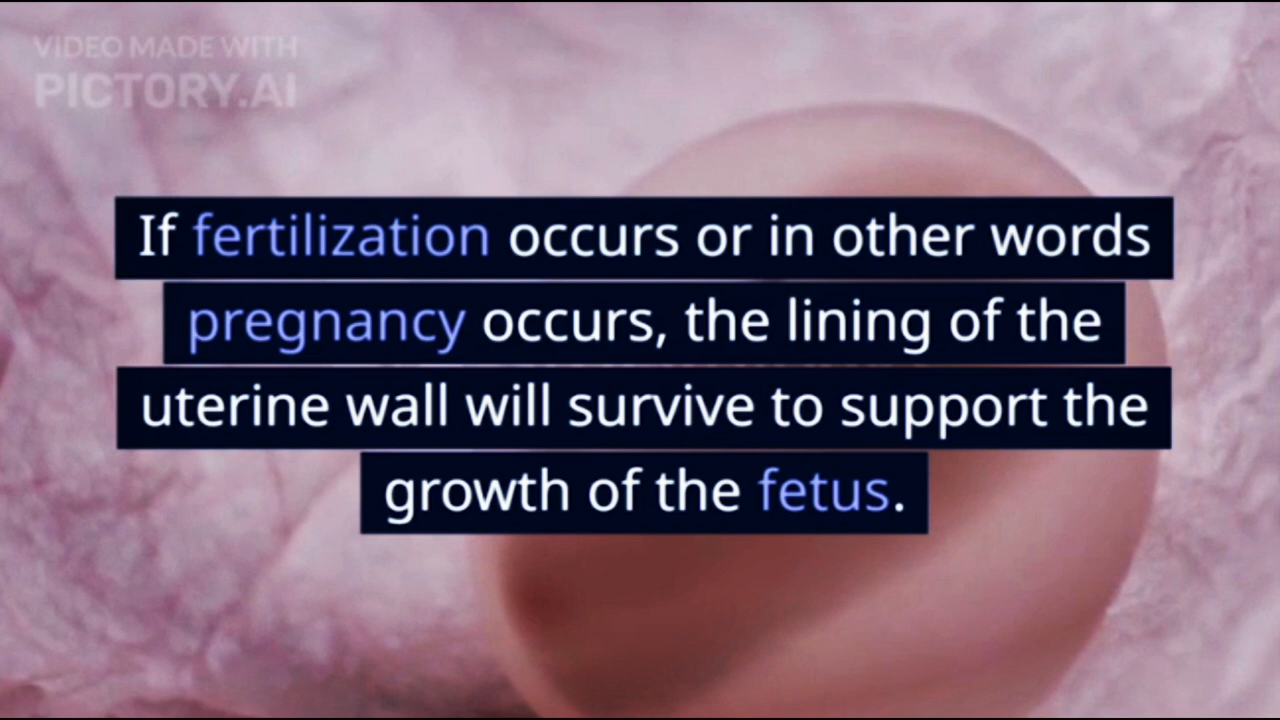 VIDEO MADE WITH
PICTORY.AI
If fertilization occurs or in other words
pregnancy occurs, the lining of the
uterine wall will survive to support the
growth of the fetus.